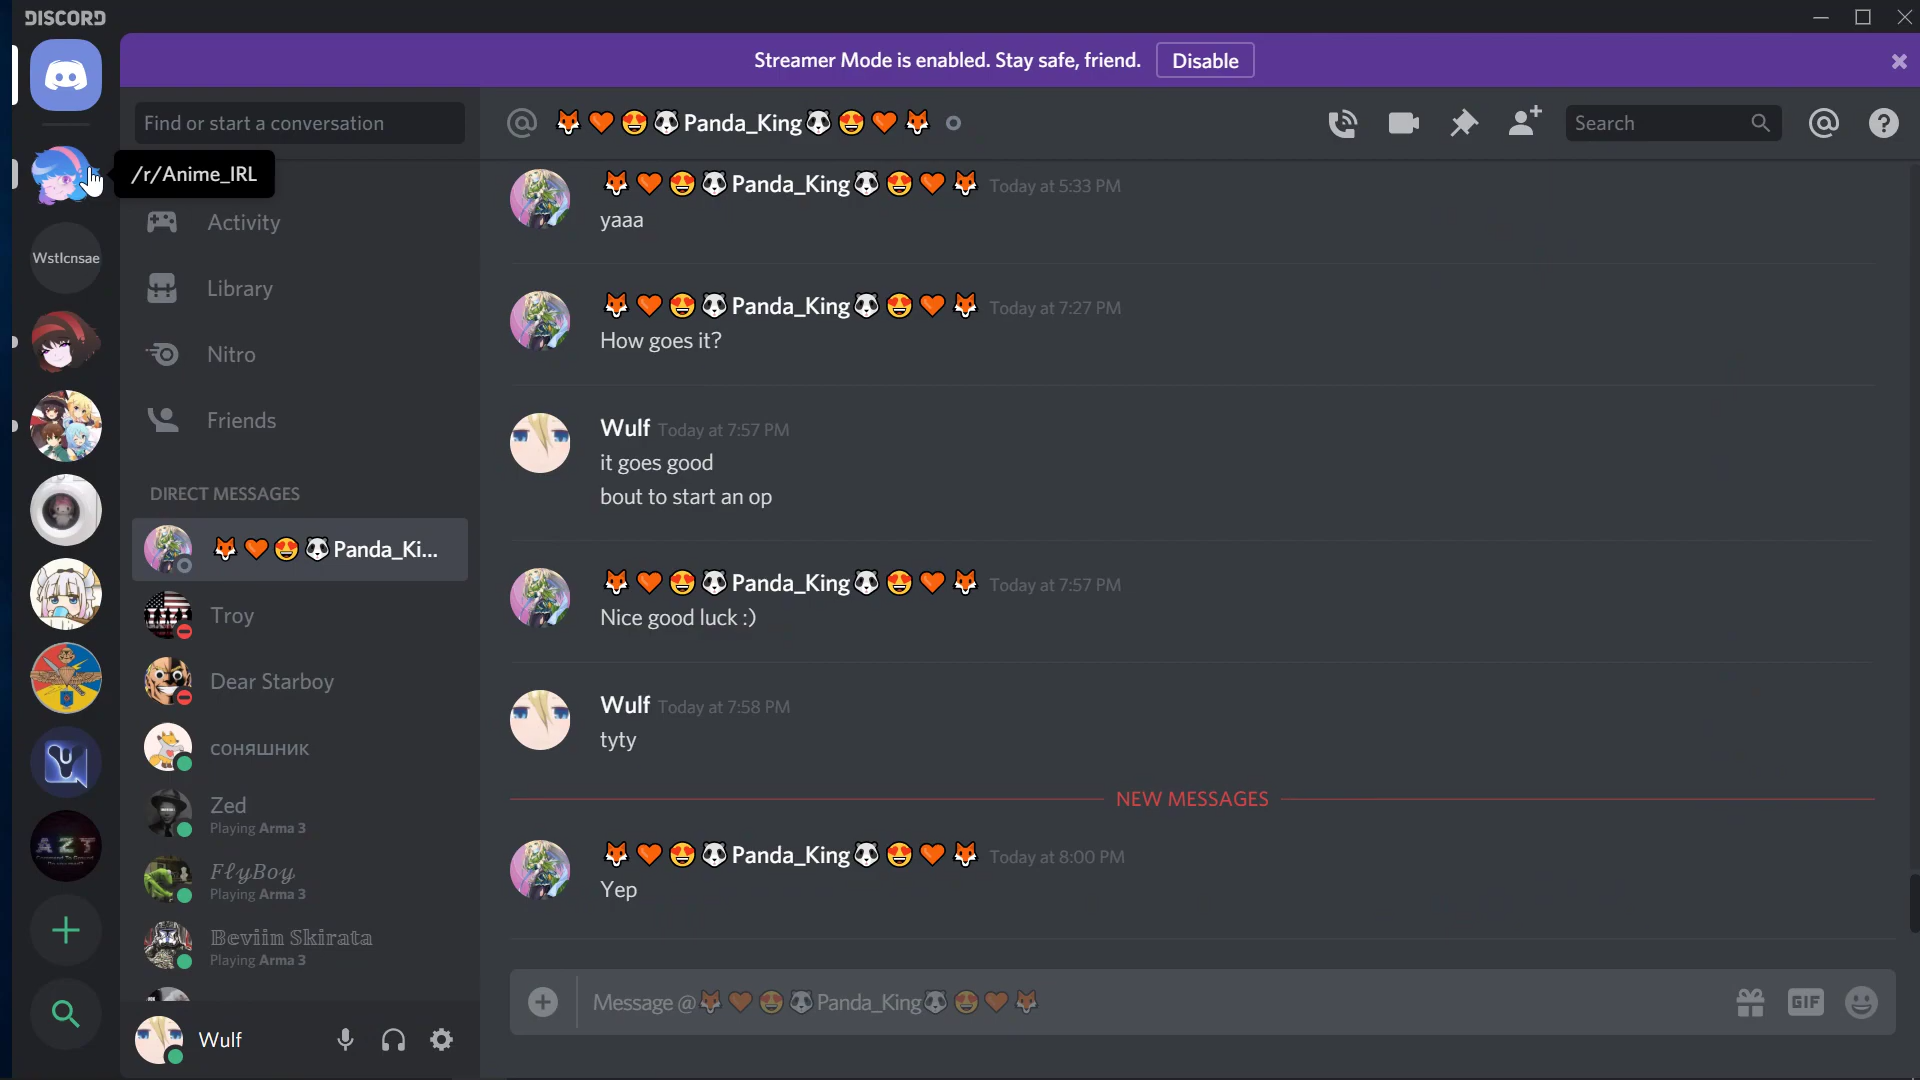 DISCORD
Streamer Mode is enabled. Stay safe, friend.
Disable
Find or start a conversation
@ 🦊 🧡 😍 🐼 Panda_King 🐼 😍 🧡 🦊
Search
/r/Anime_IRL
Activity
Wstlcnsae
Library
Nitro
Friends
DIRECT MESSAGES
🦊 🧡 😍 🐼 Panda_Ki...
Troy
Dear Starboy
соняшник
Zed
Playing Arma 3
𝓕𝓵𝔂𝓑𝓸𝔂
Playing Arma 3
𝔹𝕖𝕧𝕚𝕚𝕟 𝕊𝕜𝕚𝕣𝕒𝕥𝕒
Playing Arma 3
AZT
Wulf
🦊 🧡 😍 🐼 Panda_King 🐼 😍 🧡 🦊 Today at 5:33 PM
yaaa
🦊 🧡 😍 🐼 Panda_King 🐼 😍 🧡 🦊 Today at 7:27 PM
How goes it?
Wulf Today at 7:57 PM
it goes good
bout to start an op
🦊 🧡 😍 🐼 Panda_King 🐼 😍 🧡 🦊 Today at 7:57 PM
Nice good luck :)
Wulf Today at 7:58 PM
tyty
NEW MESSAGES
🦊 🧡 😍 🐼 Panda_King 🐼 😍 🧡 🦊 Today at 8:00 PM
Yep
Message @ 🦊 🧡 😍 🐼 Panda_King 🐼 😍 🧡 🦊
GIF